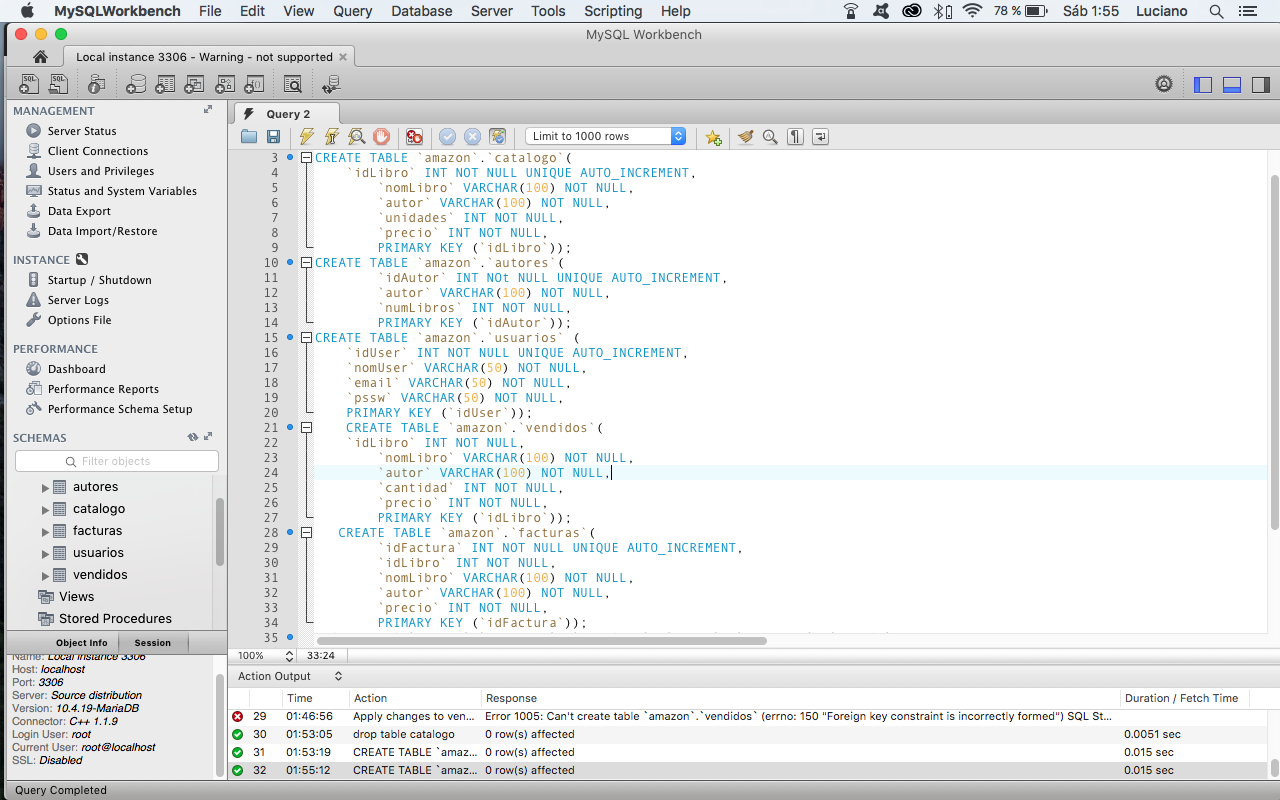 MySQLWorkbench File Edit View Query Database Server Tools Scripting Help 78 % Sáb 1:55 Luciano
MySQL Workbench
Local instance 3306 - Warning - not supported
MANAGEMENT
Server Status
Client Connections
Users and Privileges
Status and System Variables
Data Export
Data Import/Restore
INSTANCE
Startup / Shutdown
Server Logs
Options File
PERFORMANCE
Dashboard
Performance Reports
Performance Schema Setup
SCHEMAS
Filter objects
autores
catalogo
facturas
usuarios
vendidos
Views
Stored Procedures
Object Info Session
Name: Local instance 3306
Host: localhost
Port: 3306
Server: Source distribution
Version: 10.4.19-MariaDB
Connector: C++ 1.1.9
Login User: root
Current User: root@localhost
SSL: Disabled
Query 2
Limit to 1000 rows
3 CREATE TABLE `amazon`.`catalogo`(
4 `idLibro` INT NOT NULL UNIQUE AUTO_INCREMENT,
5 `nomLibro` VARCHAR(100) NOT NULL,
6 `autor` VARCHAR(100) NOT NULL,
7 `unidades` INT NOT NULL,
8 `precio` INT NOT NULL,
9 PRIMARY KEY (`idLibro`));
10 CREATE TABLE `amazon`.`autores`(
11 `idAutor` INT NOt NULL UNIQUE AUTO_INCREMENT,
12 `autor` VARCHAR(100) NOT NULL,
13 `numLibros` INT NOT NULL,
14 PRIMARY KEY (`idAutor`));
15 CREATE TABLE `amazon`.`usuarios` (
16 `idUser` INT NOT NULL UNIQUE AUTO_INCREMENT,
17 `nomUser` VARCHAR(50) NOT NULL,
18 `email` VARCHAR(50) NOT NULL,
19 `pssw` VARCHAR(50) NOT NULL,
20 PRIMARY KEY (`idUser`));
21 CREATE TABLE `amazon`.`vendidos`(
22 `idLibro` INT NOT NULL,
23 `nomLibro` VARCHAR(100) NOT NULL,
24 `autor` VARCHAR(100) NOT NULL,
25 `cantidad` INT NOT NULL,
26 `precio` INT NOT NULL,
27 PRIMARY KEY (`idLibro`));
28 CREATE TABLE `amazon`.`facturas`(
29 `idFactura` INT NOT NULL UNIQUE AUTO_INCREMENT,
30 `idLibro` INT NOT NULL,
31 `nomLibro` VARCHAR(100) NOT NULL,
32 `autor` VARCHAR(100) NOT NULL,
33 `precio` INT NOT NULL,
34 PRIMARY KEY (`idFactura`));
35
100% 33:24
Action Output
Time Action Response Duration / Fetch Time
29 01:46:56 Apply changes to ven... Error 1005: Can't create table `amazon`.`vendidos` (errno: 150 "Foreign key constraint is incorrectly formed") SQL St...
30 01:53:05 drop table catalogo 0 row(s) affected 0.0051 sec
31 01:53:19 CREATE TABLE `amaz... 0 row(s) affected 0.015 sec
32 01:55:12 CREATE TABLE `amaz... 0 row(s) affected 0.015 sec
Query Completed